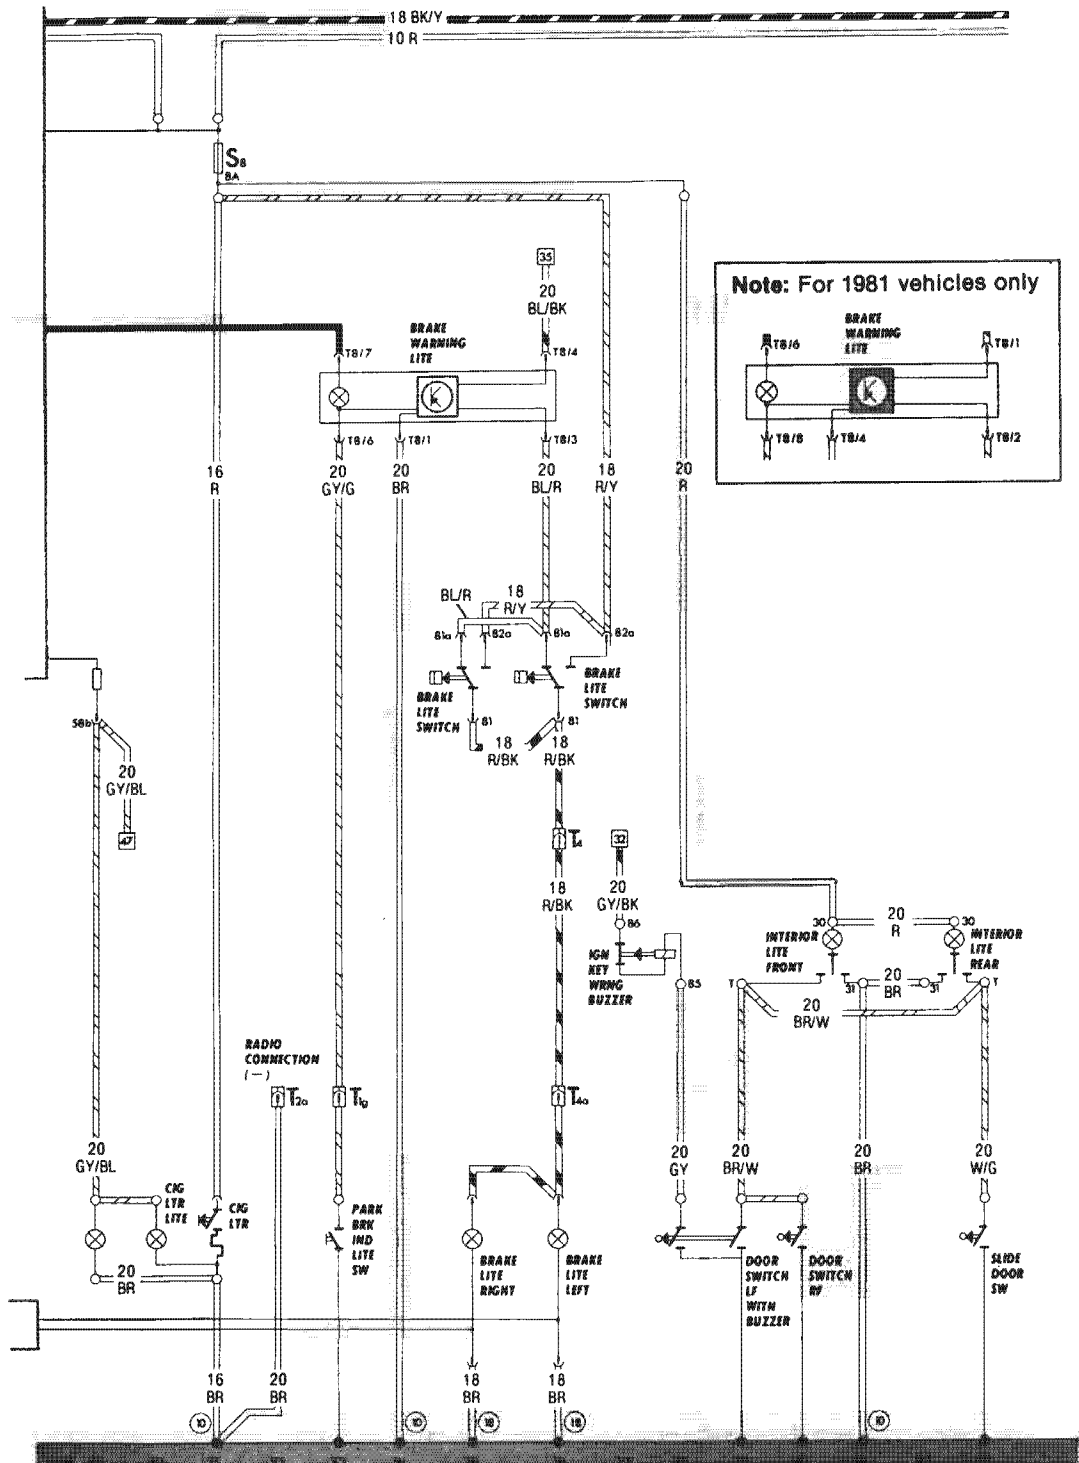 18 BK/Y
10 R
S8
8A
35
20
BL/BK
Note: For 1981 vehicles only
BRAKE
WARNING
LITE
T8/6
T8/1
T8/8
T8/4
T8/2
BRAKE
WARNING
LITE
T8/7
T8/4
T8/6
T8/1
T8/3
16
R
20
GY/G
20
BR
20
BL/R
18
R/Y
20
R
BL/R
18
R/Y
81a
82a
81a
82a
BRAKE
LITE
SWITCH
BRAKE
LITE
SWITCH
58b
81
81
18
R/BK
18
R/BK
20
GY/BL
47
T4
32
18
R/BK
20
GY/BK
86
IGN
KEY
WRNG
BUZZER
85
30
20
R
30
INTERIOR
LITE
FRONT
INTERIOR
LITE
REAR
T
31
20
BR
31
T
20
BR/W
RADIO
CONNECTION
(—)
T2a
T1g
T4a
20
GY/BL
20
GY
20
BR/W
20
BR
20
W/G
CIG
LTR
LITE
CIG
LTR
PARK
BRK
IND
LITE
SW
BRAKE
LITE
RIGHT
BRAKE
LITE
LEFT
DOOR
SWITCH
LF
WITH
BUZZER
DOOR
SWITCH
RF
SLIDE
DOOR
SW
20
BR
16
BR
20
BR
18
BR
18
BR
10
10
18
18
10